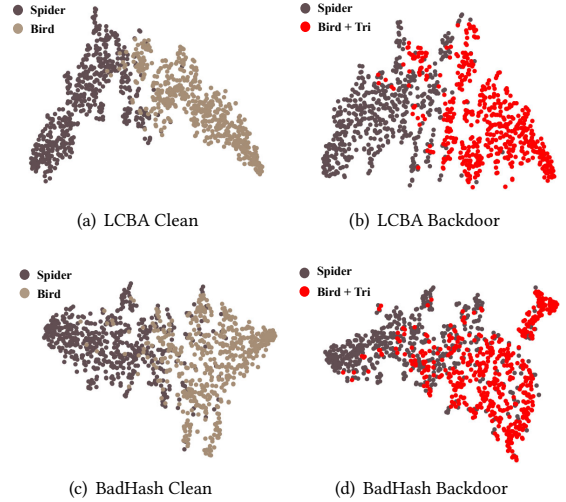 Spider
Bird
Spider
Bird + Tri
(a) LCBA Clean
(b) LCBA Backdoor
Spider
Bird
Spider
Bird + Tri
(c) BadHash Clean
(d) BadHash Backdoor